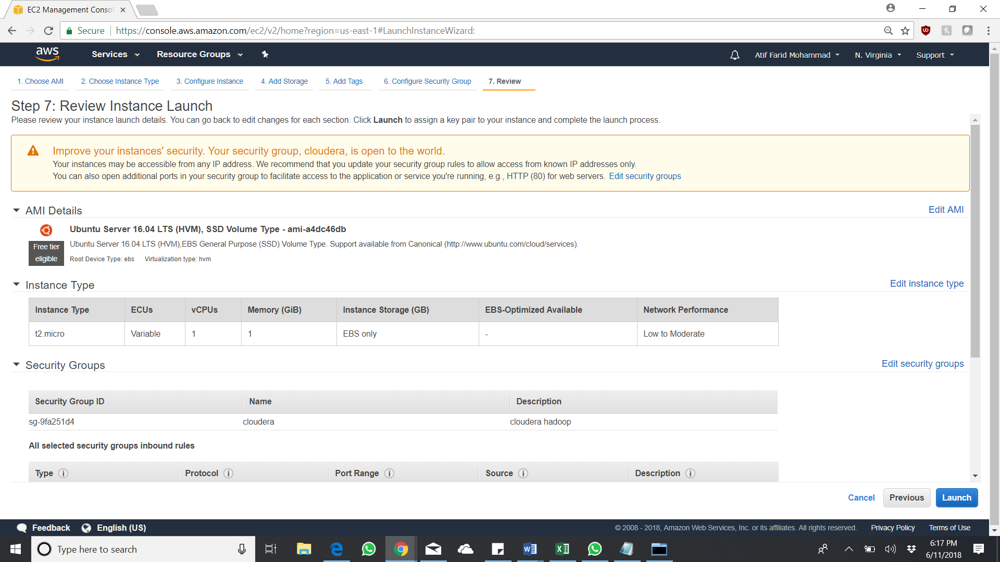 EC2 Management Conso
Secure https://console.aws.amazon.com/ec2/v2/home?region=us-east-1#LaunchInstanceWizard:
aws Services Resource Groups Atif Farid Mohammad N. Virginia Support
1. Choose AMI 2. Choose Instance Type 3. Configure Instance 4. Add Storage 5. Add Tags 6. Configure Security Group 7. Review
Step 7: Review Instance Launch
Please review your instance launch details. You can go back to edit changes for each section. Click Launch to assign a key pair to your instance and complete the launch process.
Improve your instances' security. Your security group, cloudera, is open to the world.
Your instances may be accessible from any IP address. We recommend that you update your security group rules to allow access from known IP addresses only.
You can also open additional ports in your security group to facilitate access to the application or service you're running, e.g., HTTP (80) for web servers. Edit security groups
AMI Details Edit AMI
Ubuntu Server 16.04 LTS (HVM), SSD Volume Type - ami-a4dc46db
Free tier eligible
Ubuntu Server 16.04 LTS (HVM),EBS General Purpose (SSD) Volume Type. Support available from Canonical (http://www.ubuntu.com/cloud/services).
Root Device Type: ebs Virtualization type: hvm
Instance Type Edit instance type
Instance Type ECUs vCPUs Memory (GiB) Instance Storage (GB) EBS-Optimized Available Network Performance
t2.micro Variable 1 1 EBS only - Low to Moderate
Security Groups Edit security groups
Security Group ID Name Description
sg-9fa251d4 cloudera cloudera hadoop
All selected security groups inbound rules
Type Protocol Port Range Source Description
Cancel Previous Launch
Feedback English (US) © 2008 - 2018, Amazon Web Services, Inc. or its affiliates. All rights reserved. Privacy Policy Terms of Use
Type here to search
6:17 PM
6/11/2018